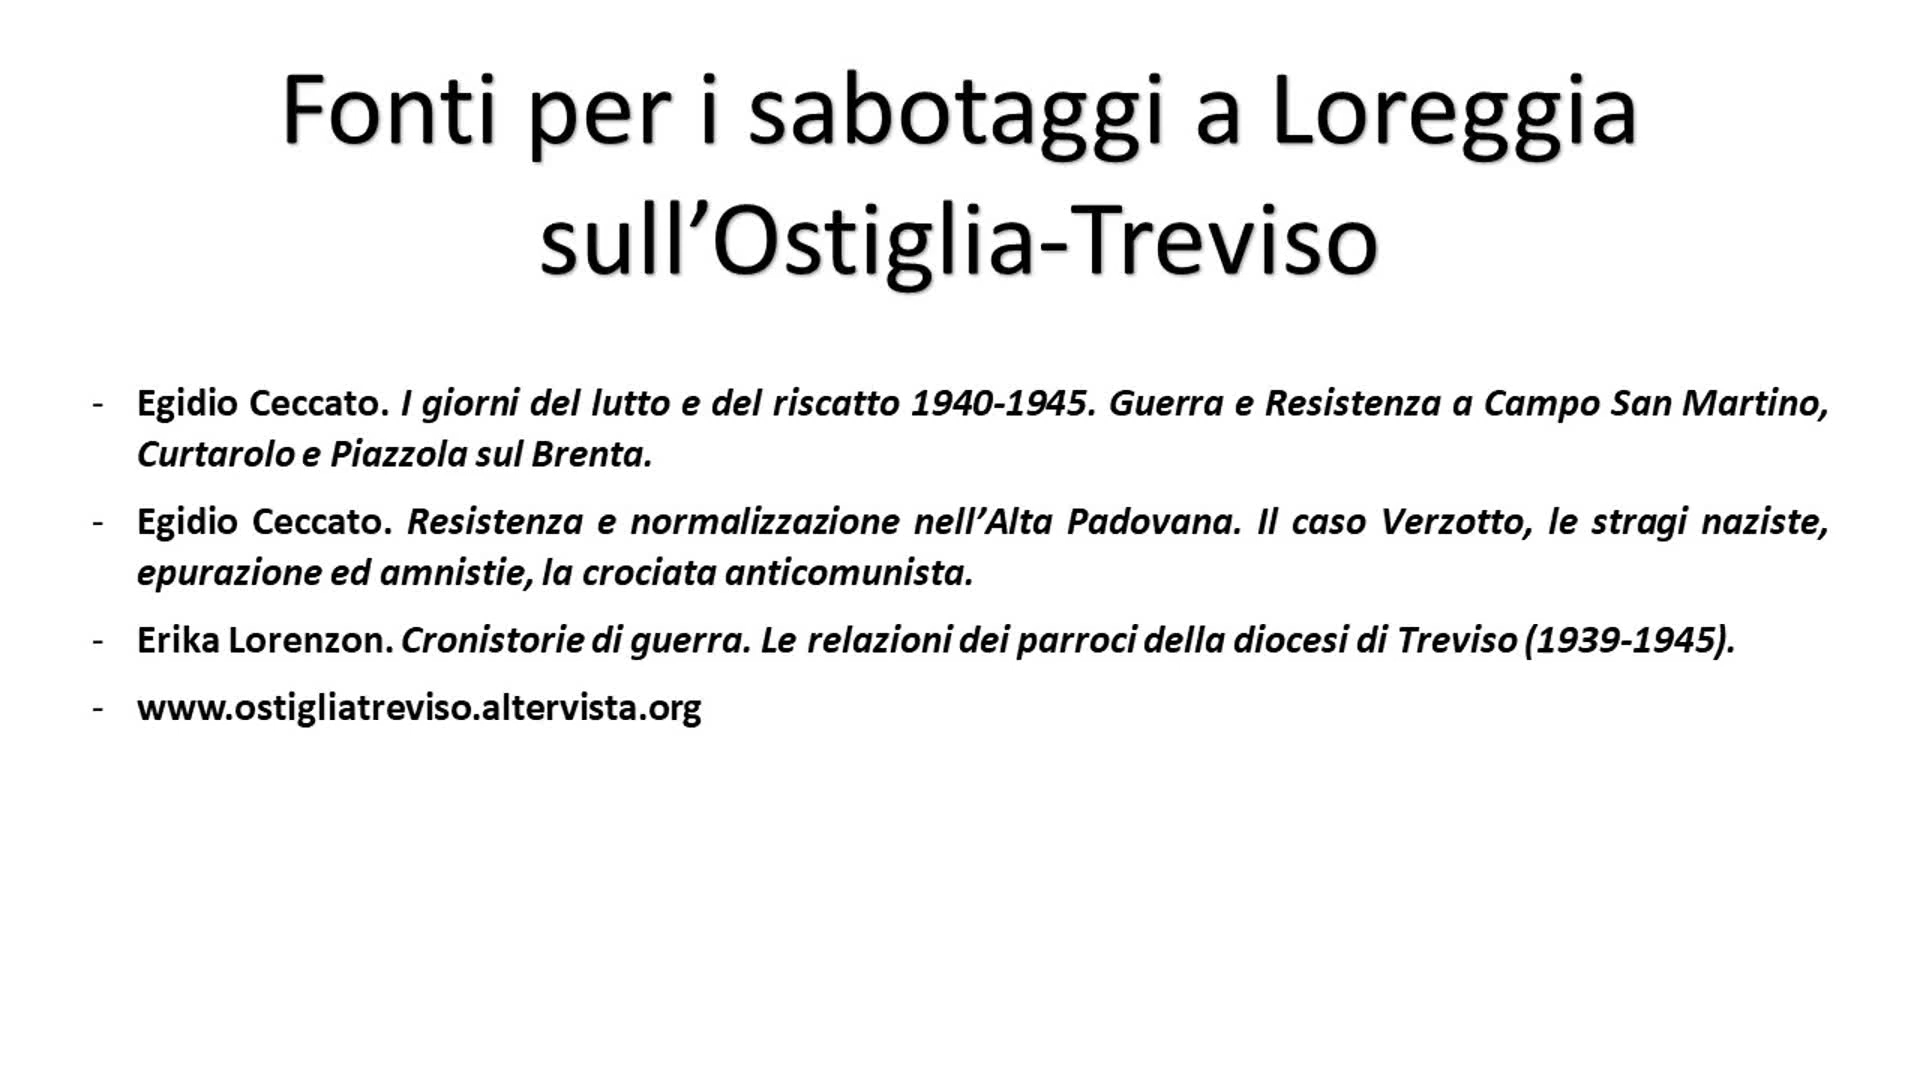 Fonti per i sabotaggi a Loreggia
sull’Ostiglia-Treviso
- Egidio Ceccato. I giorni del lutto e del riscatto 1940-1945. Guerra e Resistenza a Campo San Martino,
Curtarolo e Piazzola sul Brenta.
- Egidio Ceccato. Resistenza e normalizzazione nell’Alta Padovana. Il caso Verzotto, le stragi naziste,
epurazione ed amnistie, la crociata anticomunista.
- Erika Lorenzon. Cronistorie di guerra. Le relazioni dei parroci della diocesi di Treviso (1939-1945).
- www.ostigliatreviso.altervista.org